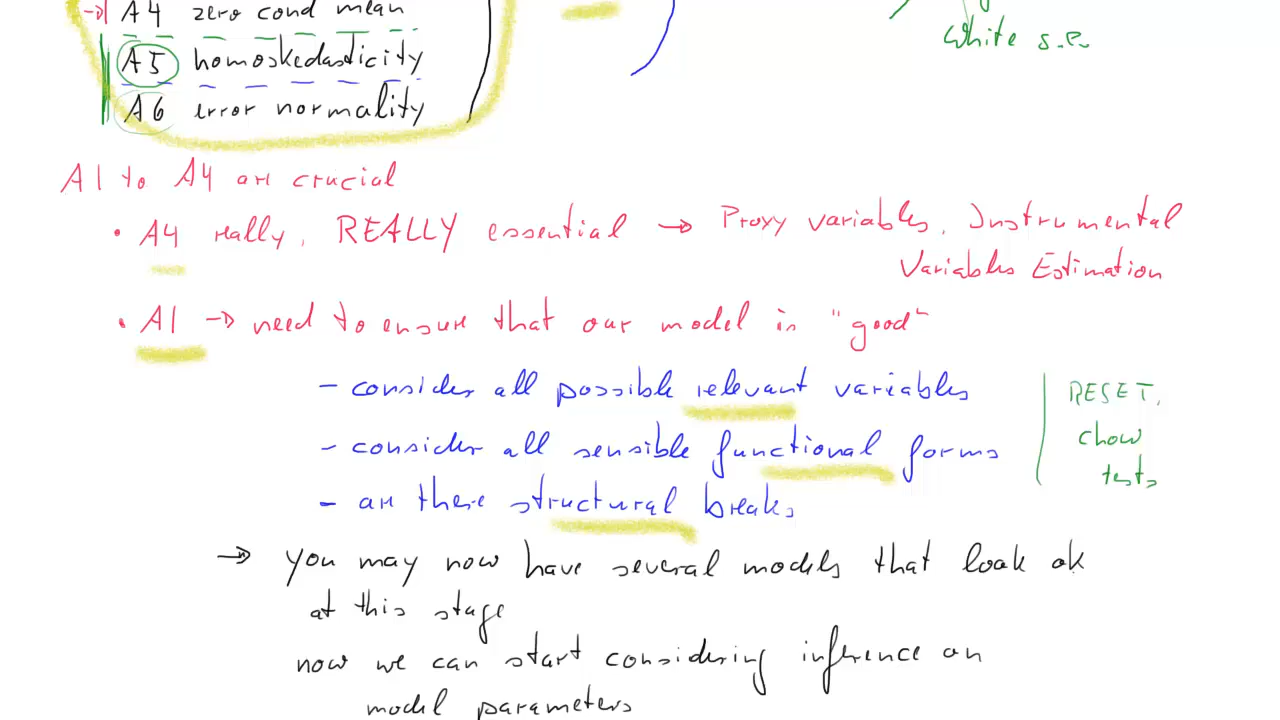 → A4 zero cond mean
A5 homoskedasticity
A6 error normality
White s.e.
A1 to A4 are crucial
• A4 really, REALLY essential → Proxy variables, Instrumental
Variables Estimation
• A1 → need to ensure that our model is "good"
- consider all possible relevant variables
- consider all sensible functional forms
- are there structural breaks
RESET,
chow
tests
→ you may now have several models that look ok
at this stage
now we can start considering inference on
model parameters